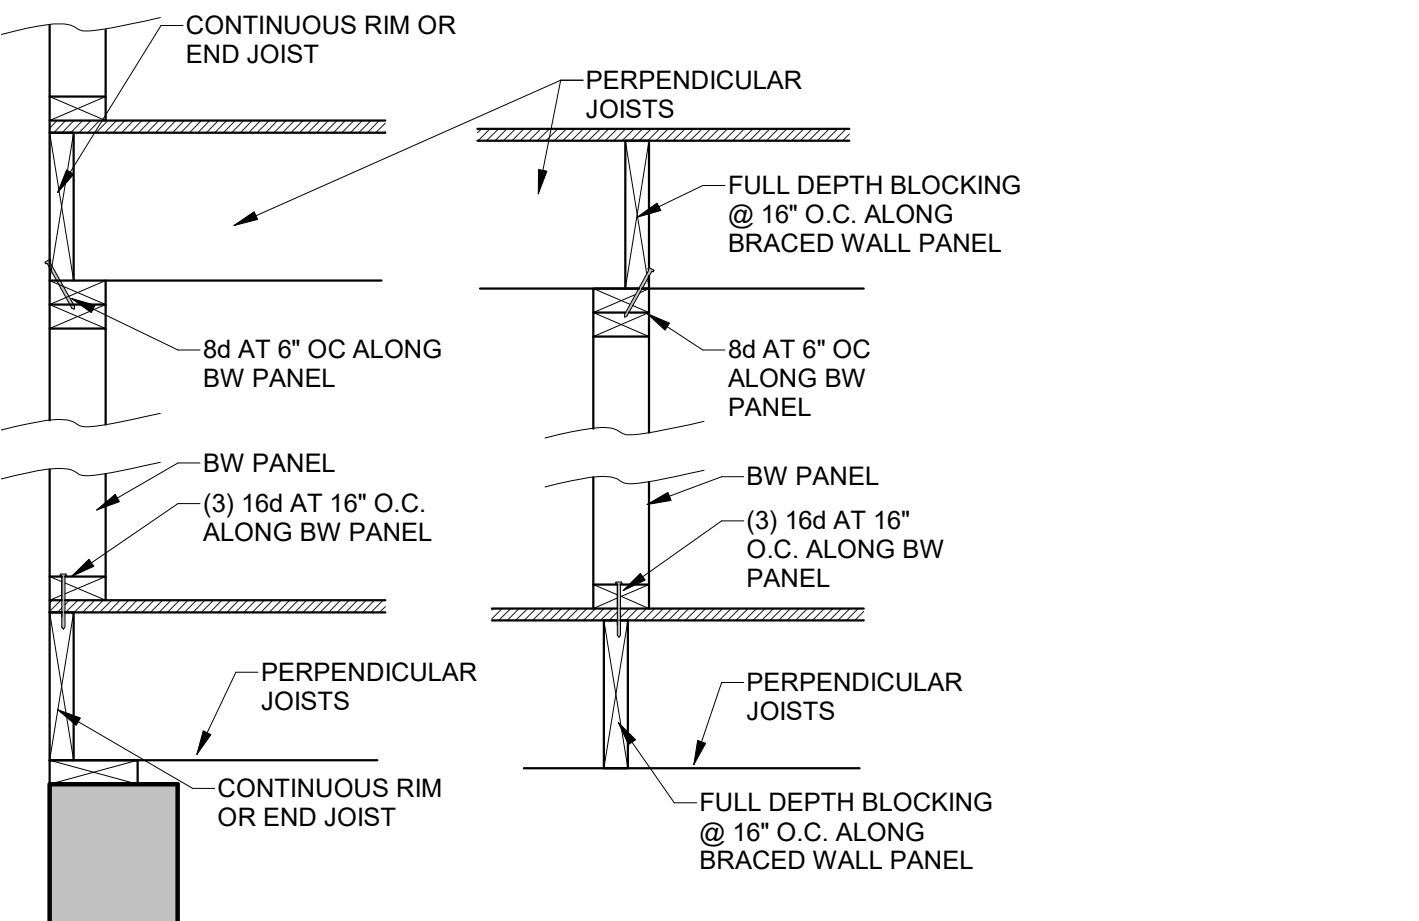 CONTINUOUS RIM OR
END JOIST
PERPENDICULAR
JOISTS
FULL DEPTH BLOCKING
@ 16" O.C. ALONG
BRACED WALL PANEL
8d AT 6" OC ALONG
BW PANEL
8d AT 6" OC
ALONG BW
PANEL
BW PANEL
(3) 16d AT 16" O.C.
ALONG BW PANEL
BW PANEL
(3) 16d AT 16"
O.C. ALONG BW
PANEL
PERPENDICULAR
JOISTS
PERPENDICULAR
JOISTS
CONTINUOUS RIM
OR END JOIST
FULL DEPTH BLOCKING
@ 16" O.C. ALONG
BRACED WALL PANEL